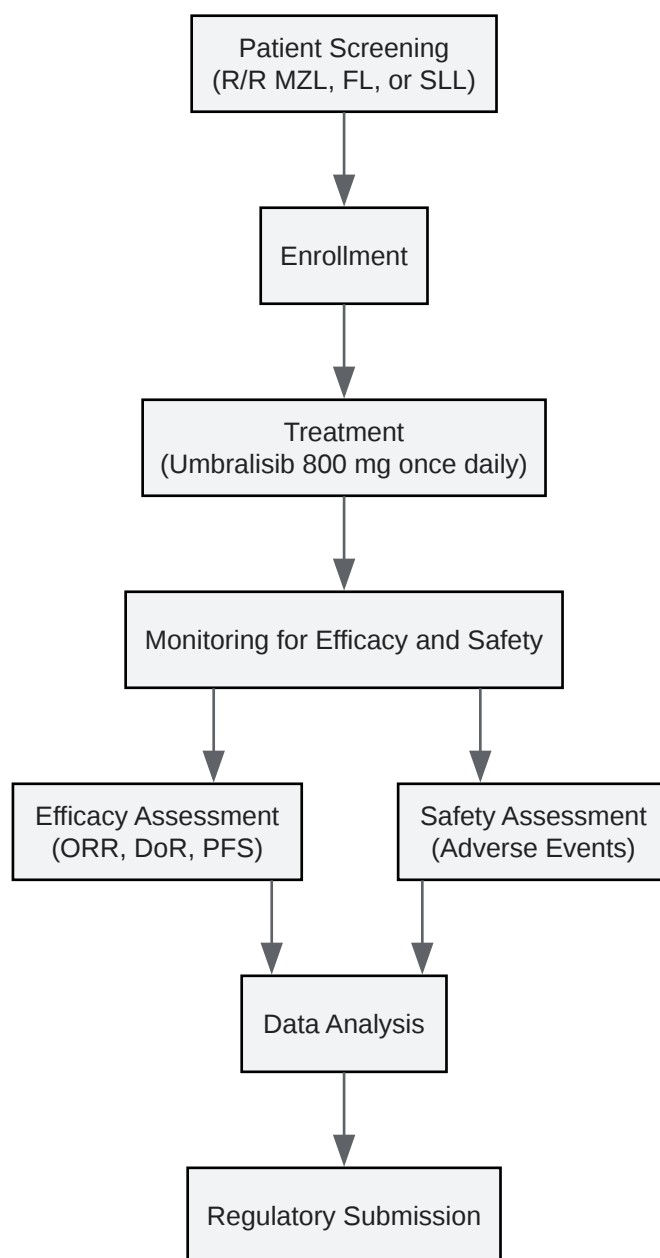 Patient Screening
(R/R MZL, FL, or SLL)
Enrollment
Treatment
(Umbralisib 800 mg once daily)
Monitoring for Efficacy and Safety
Efficacy Assessment
(ORR, DoR, PFS)
Safety Assessment
(Adverse Events)
Data Analysis
Regulatory Submission